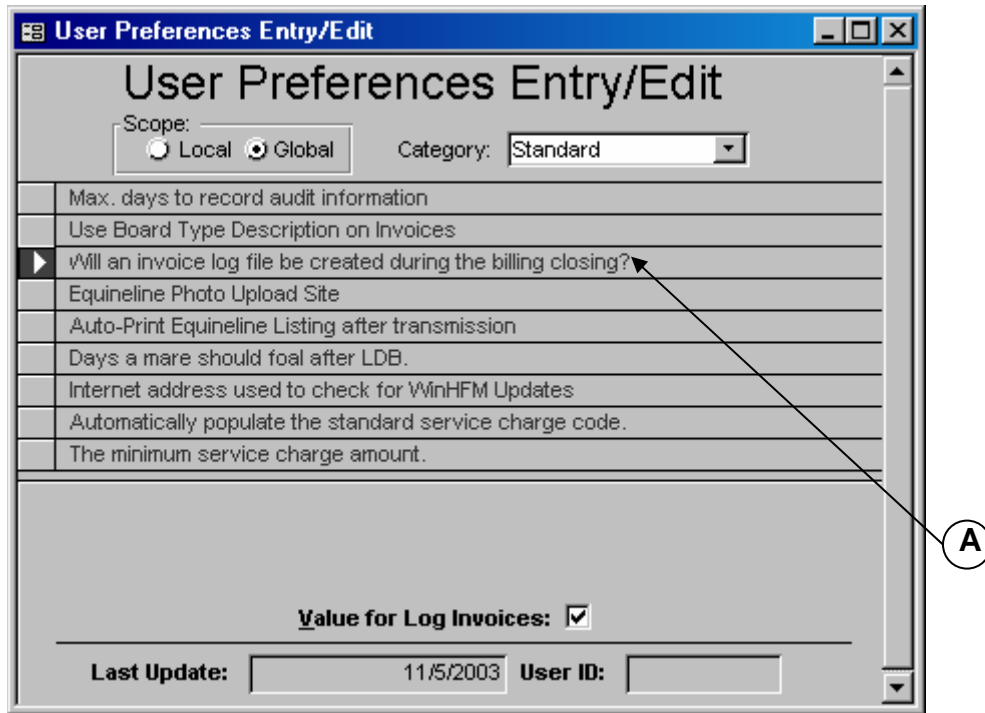 User Preferences Entry/Edit
User Preferences Entry/Edit
Scope:
Local Global Category: Standard
Max. days to record audit information
Use Board Type Description on Invoices
Will an invoice log file be created during the billing closing?
Equineline Photo Upload Site
Auto-Print Equineline Listing after transmission
Days a mare should foal after LDB.
Internet address used to check for WinHFM Updates
Automatically populate the standard service charge code.
The minimum service charge amount.
A
Value for Log Invoices:
Last Update: 11/5/2003 User ID: